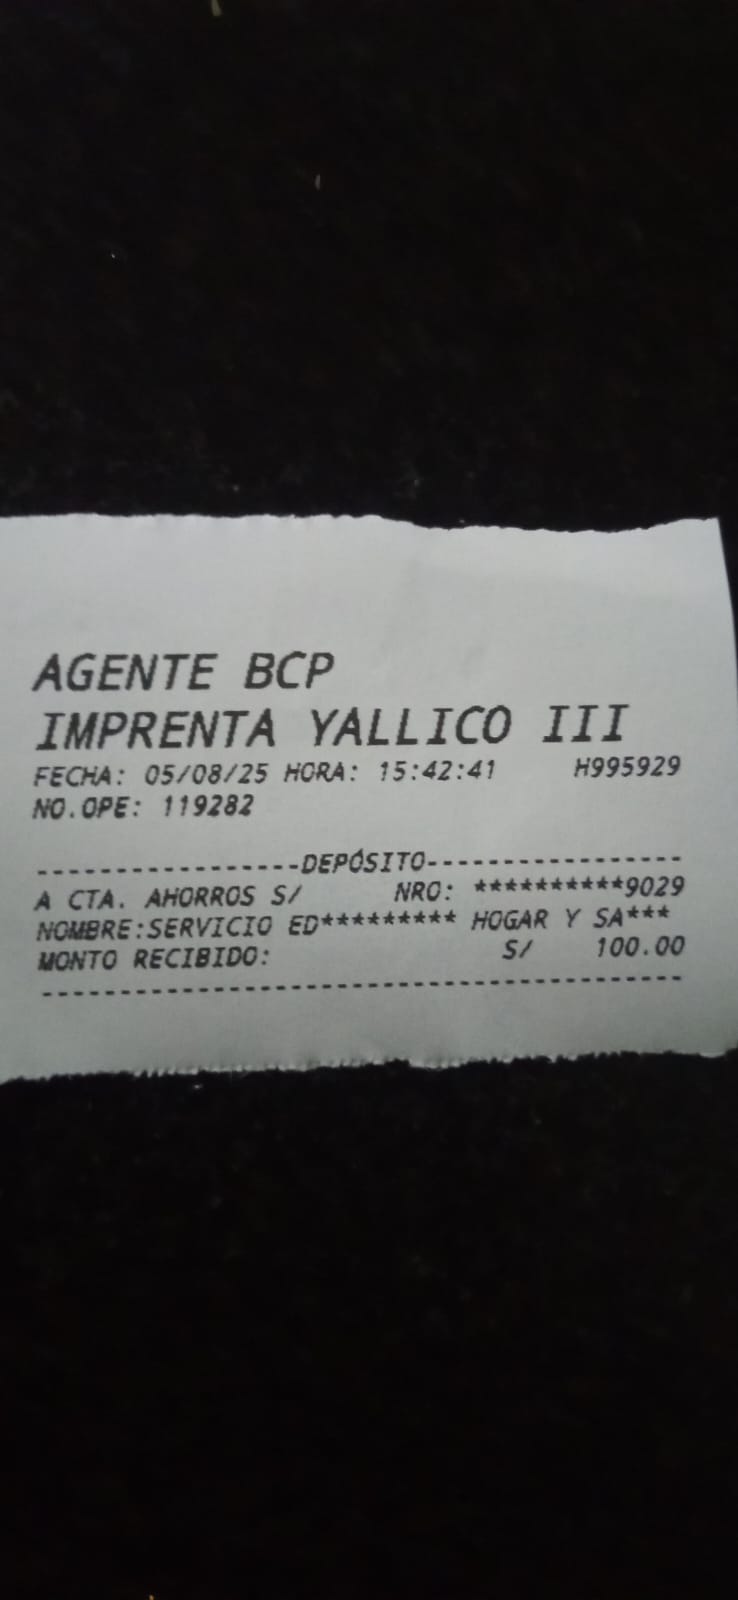 AGENTE BCP
IMPRENTA YALLICO III
FECHA: 05/08/25 HORA: 15:42:41 H995929
NO.OPE: 119282
-----------------DEPÓSITO-----------------
A CTA. AHORROS S/ NRO: **********9029
NOMBRE:SERVICIO ED********* HOGAR Y SA***
MONTO RECIBIDO: S/ 100.00
------------------------------------------